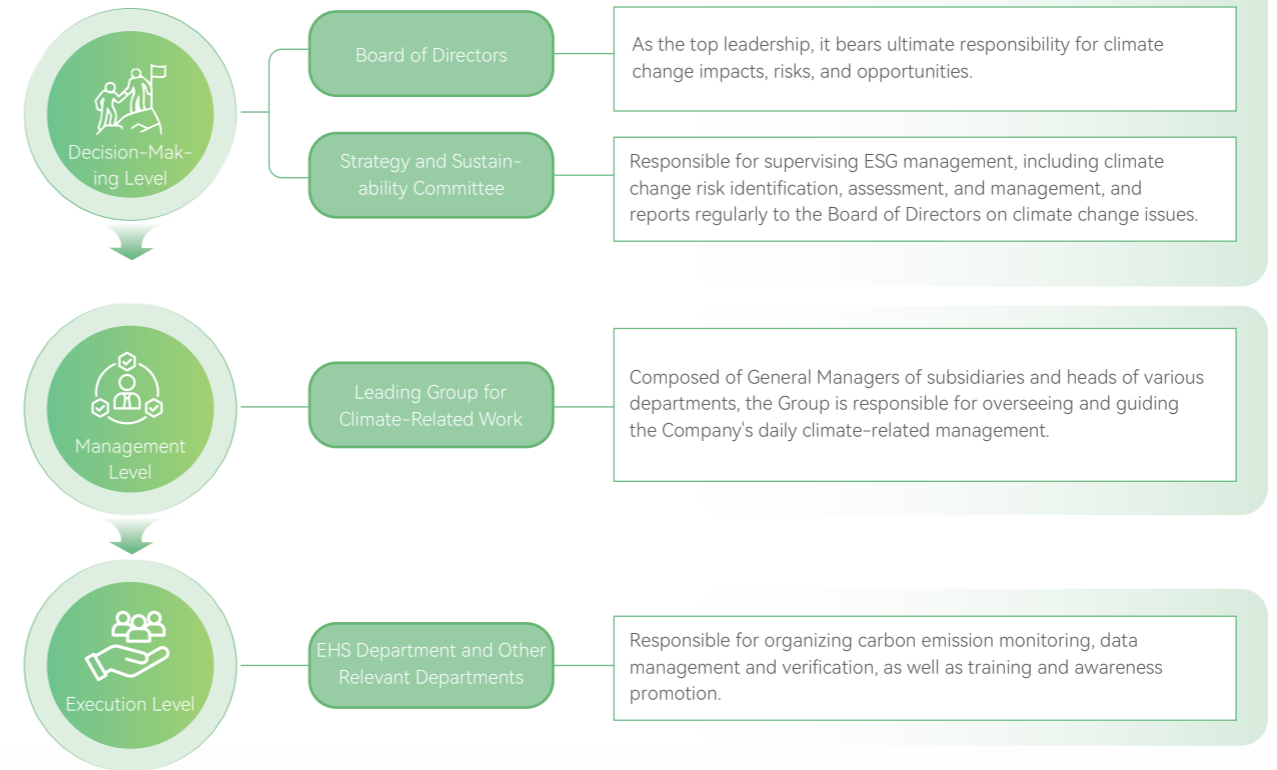 Decision-Mak-
ing Level
Board of Directors
As the top leadership, it bears ultimate responsibility for climate
change impacts, risks, and opportunities.
Strategy and Sustain-
ability Committee
Responsible for supervising ESG management, including climate
change risk identification, assessment, and management, and
reports regularly to the Board of Directors on climate change issues.
Management
Level
Leading Group for
Climate-Related Work
Composed of General Managers of subsidiaries and heads of various
departments, the Group is responsible for overseeing and guiding
the Company's daily climate-related management.
Execution Level
EHS Department and Other
Relevant Departments
Responsible for organizing carbon emission monitoring, data
management and verification, as well as training and awareness
promotion.